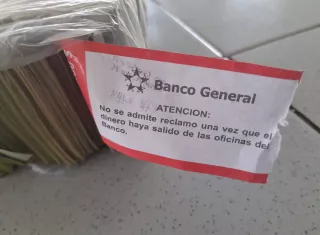 Banco General
ATENCION:
No se admite reclamo una vez que el
dinero haya salido de las oficinas del
Banco.